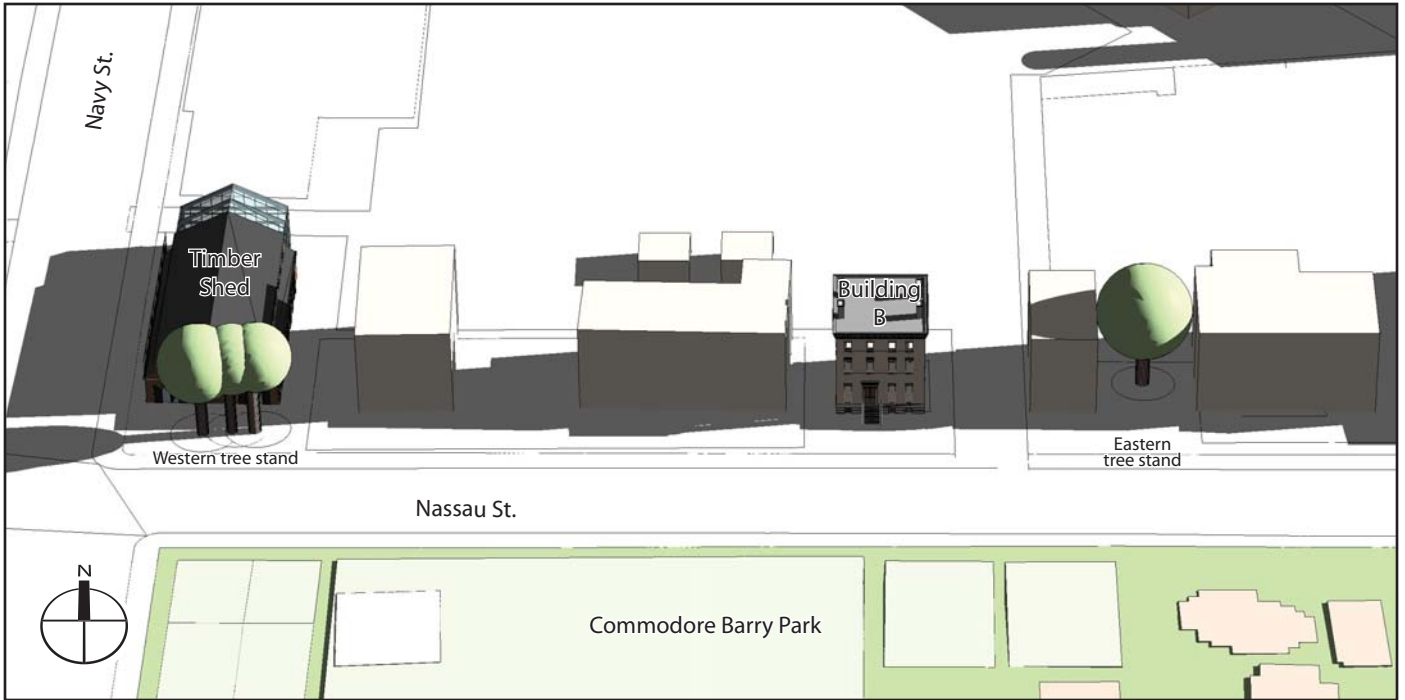 Navy St.
Timber
Shed
Building
B
Western tree stand
Eastern
tree stand
Nassau St.
N
Commodore Barry Park